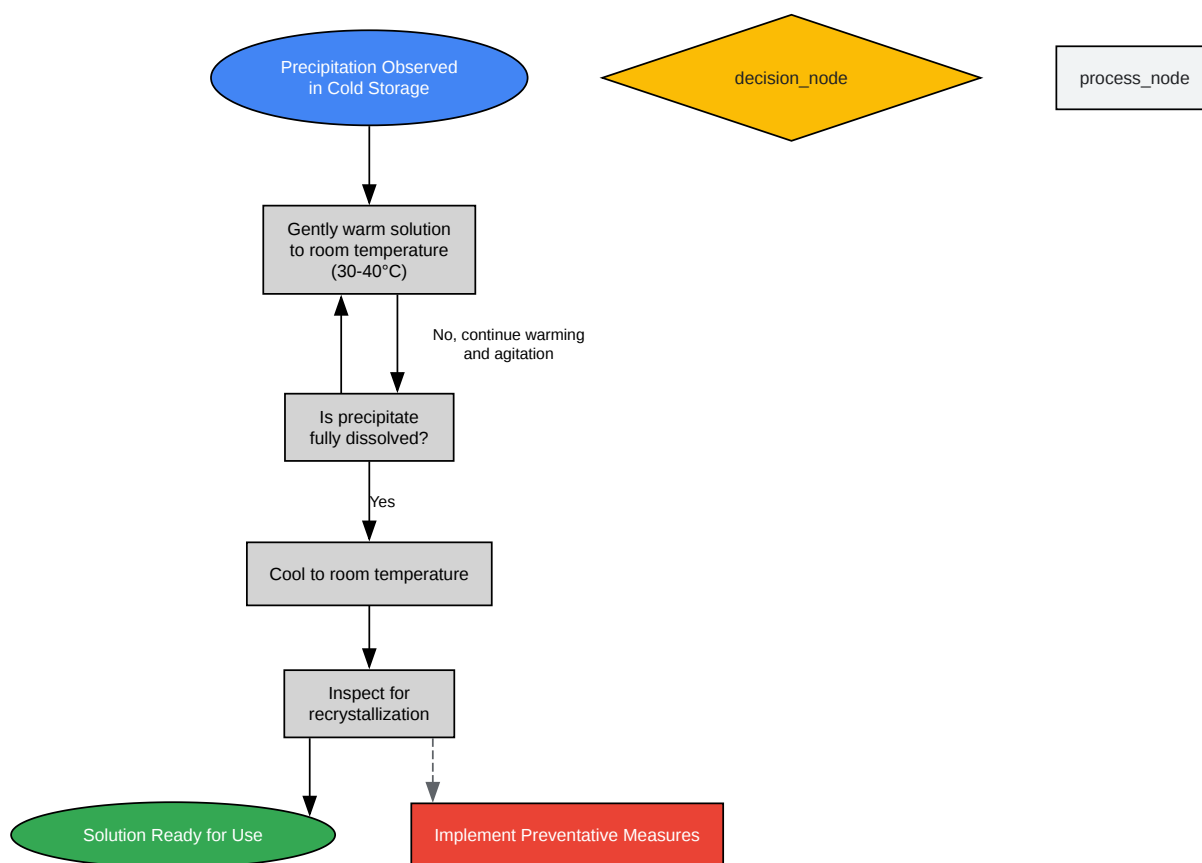 Precipitation Observed
in Cold Storage
decision_node
process_node
Gently warm solution
to room temperature
(30-40°C)
No, continue warming
and agitation
Is precipitate
fully dissolved?
Yes
Cool to room temperature
Inspect for
recrystallization
Solution Ready for Use
Implement Preventative Measures